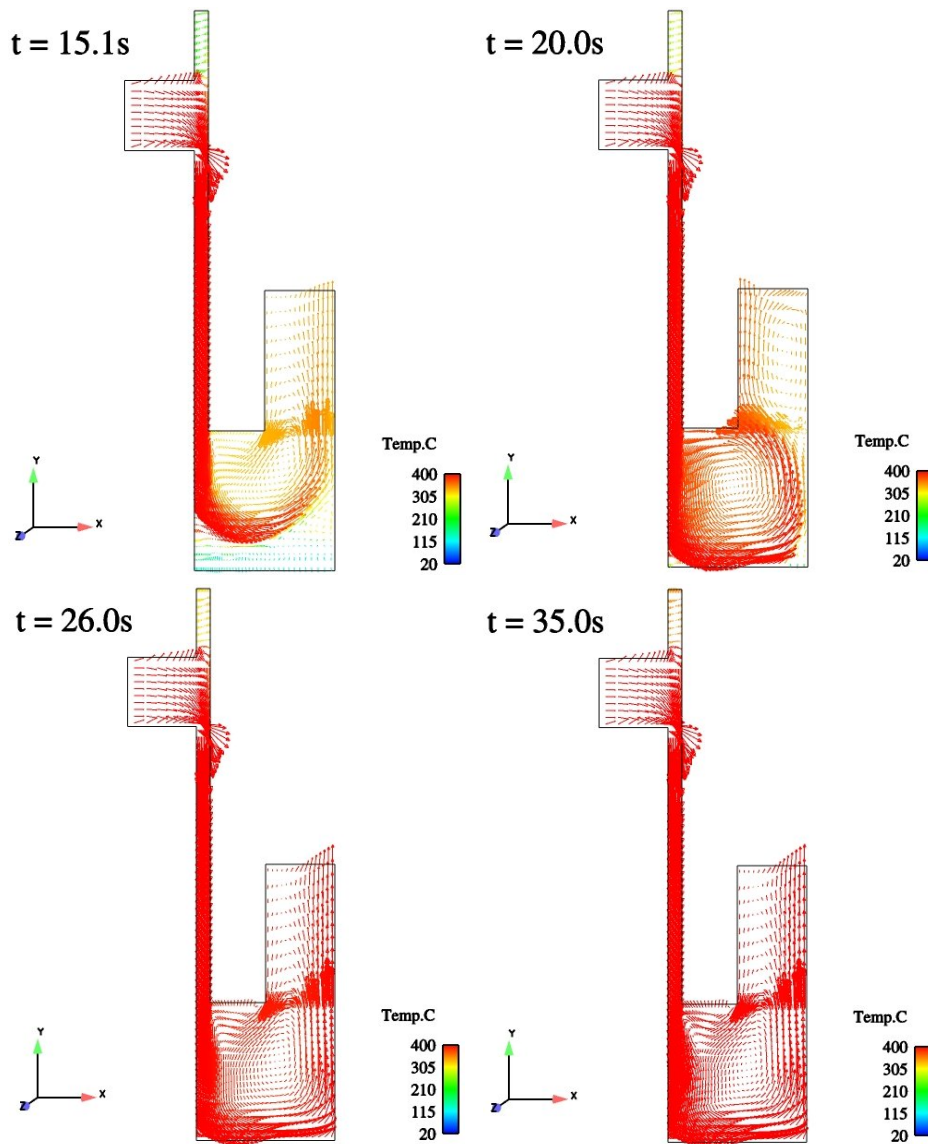 t = 15.1s
Temp.C
400
305
210
115
20
Y
X
Z
t = 20.0s
Temp.C
400
305
210
115
20
Y
X
Z
t = 26.0s
Temp.C
400
305
210
115
20
Y
X
Z
t = 35.0s
Temp.C
400
305
210
115
20
Y
X
Z